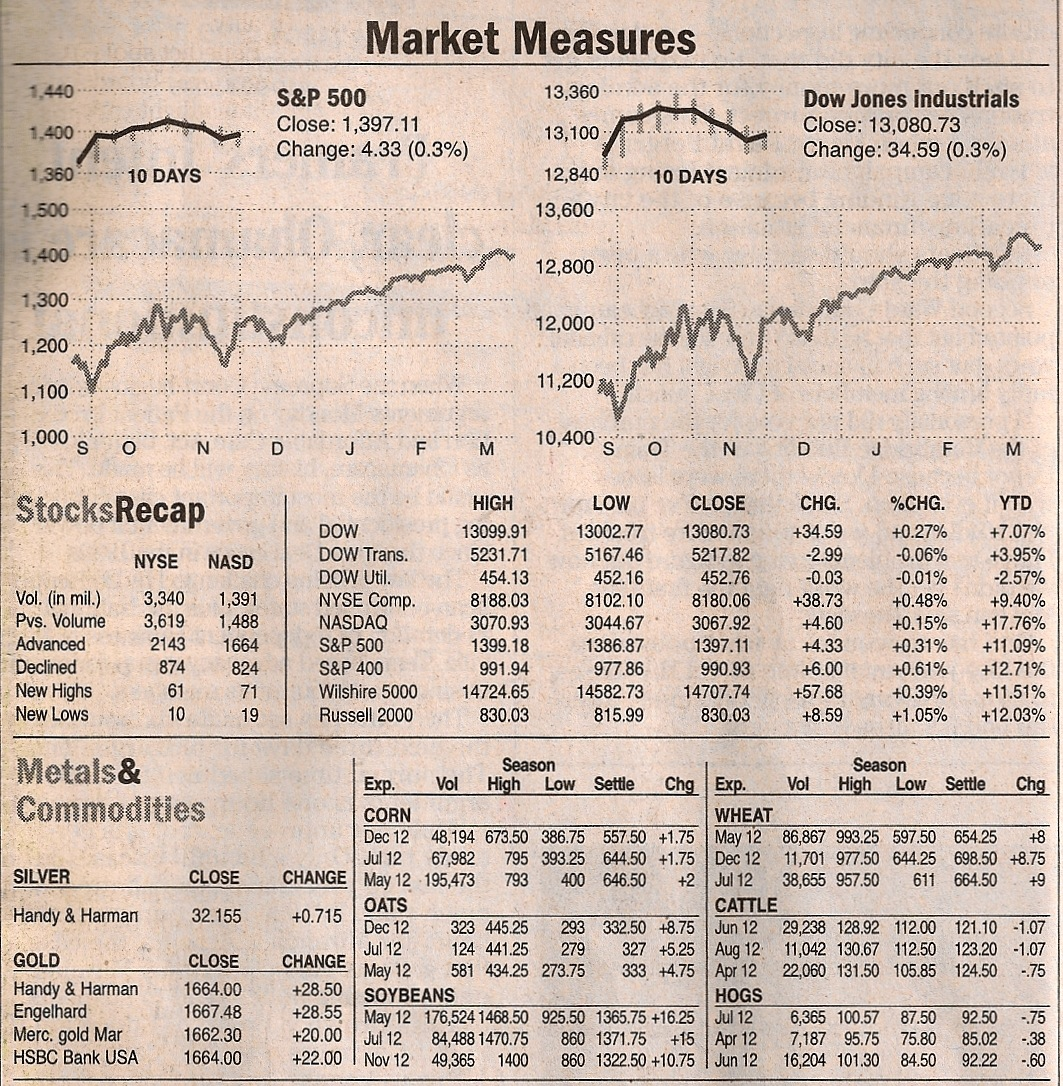 Market Measures
1,440
1,400
1,360
10 DAYS
S&P 500
Close: 1,397.11
Change: 4.33 (0.3%)
1,500
1,400
1,300
1,200
1,100
1,000
S O N D J F M
13,360
13,100
12,840
10 DAYS
Dow Jones industrials
Close: 13,080.73
Change: 34.59 (0.3%)
13,600
12,800
12,000
11,200
10,400
S O N D J F M
StocksRecap
NYSE NASD
Vol. (in mil.) 3,340 1,391
Pvs. Volume 3,619 1,488
Advanced 2143 1664
Declined 874 824
New Highs 61 71
New Lows 10 19
HIGH LOW CLOSE CHG. %CHG. YTD
DOW 13099.91 13002.77 13080.73 +34.59 +0.27% +7.07%
DOW Trans. 5231.71 5167.46 5217.82 -2.99 -0.06% +3.95%
DOW Util. 454.13 452.16 452.76 -0.03 -0.01% -2.57%
NYSE Comp. 8188.03 8102.10 8180.06 +38.73 +0.48% +9.40%
NASDAQ 3070.93 3044.67 3067.92 +4.60 +0.15% +17.76%
S&P 500 1399.18 1386.87 1397.11 +4.33 +0.31% +11.09%
S&P 400 991.94 977.86 990.93 +6.00 +0.61% +12.71%
Wilshire 5000 14724.65 14582.73 14707.74 +57.68 +0.39% +11.51%
Russell 2000 830.03 815.99 830.03 +8.59 +1.05% +12.03%
Metals&
Commodities
SILVER CLOSE CHANGE
Handy & Harman 32.155 +0.715
GOLD CLOSE CHANGE
Handy & Harman 1664.00 +28.50
Engelhard 1667.48 +28.55
Merc. gold Mar 1662.30 +20.00
HSBC Bank USA 1664.00 +22.00
Season
Exp. Vol High Low Settle Chg
CORN
Dec 12 48,194 673.50 386.75 557.50 +1.75
Jul 12 67,982 795 393.25 644.50 +1.75
May 12 195,473 793 400 646.50 +2
OATS
Dec 12 323 445.25 293 332.50 +8.75
Jul 12 124 441.25 279 327 +5.25
May 12 581 434.25 273.75 333 +4.75
SOYBEANS
May 12 176,524 1468.50 925.50 1365.75 +16.25
Jul 12 84,488 1470.75 860 1371.75 +15
Nov 12 49,365 1400 860 1322.50 +10.75
Season
Exp. Vol High Low Settle Chg
WHEAT
May 12 86,867 993.25 597.50 654.25 +8
Dec 12 11,701 977.50 644.25 698.50 +8.75
Jul 12 38,655 957.50 611 664.50 +9
CATTLE
Jun 12 29,238 128.92 112.00 121.10 -1.07
Aug 12 11,042 130.67 112.50 123.20 -1.07
Apr 12 22,060 131.50 105.85 124.50 -.75
HOGS
Jul 12 6,365 100.57 87.50 92.50 -.75
Apr 12 7,187 95.75 75.80 85.02 -.38
Jun 12 16,204 101.30 84.50 92.22 -.60